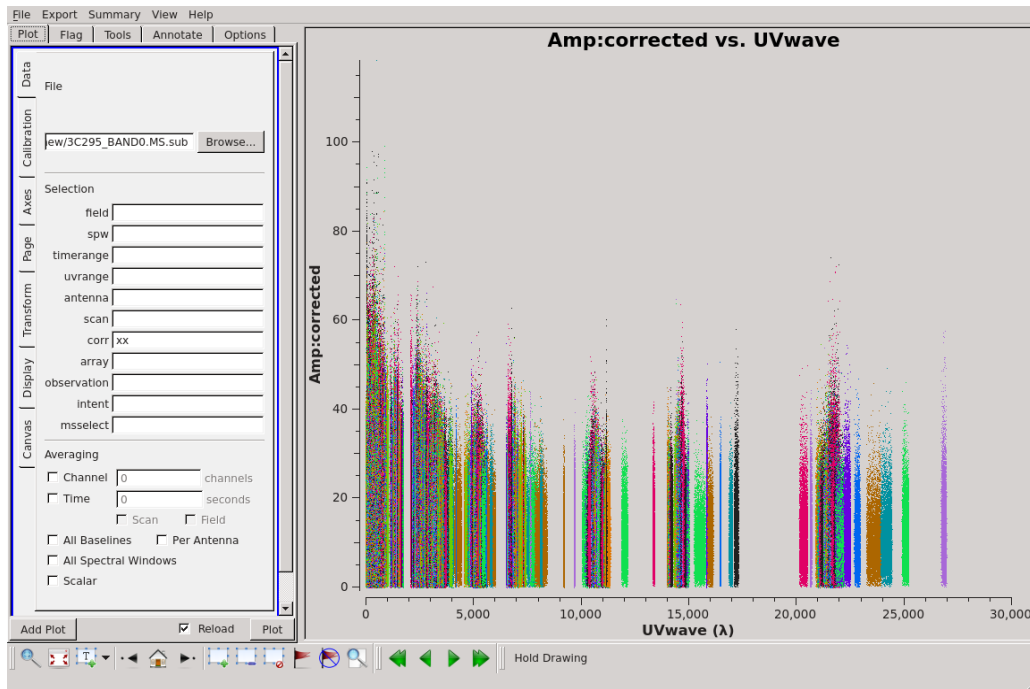 File Export Summary View Help
Plot Flag Tools Annotate Options
Data
Calibration
Axes
Page
Transform
Display
Canvas
File
ew/3C295_BAND0.MS.sub Browse...
Selection
field
spw
timerange
uvrange
antenna
scan
corr xx
array
observation
intent
msselect
Averaging
Channel 0 channels
Time 0 seconds
Scan Field
All Baselines Per Antenna
All Spectral Windows
Scalar
Add Plot Reload Plot
Amp:corrected vs. UVwave
Amp:corrected
100
80
60
40
20
0
0 5,000 10,000 15,000 20,000 25,000 30,000
UVwave (λ)
T
Hold Drawing